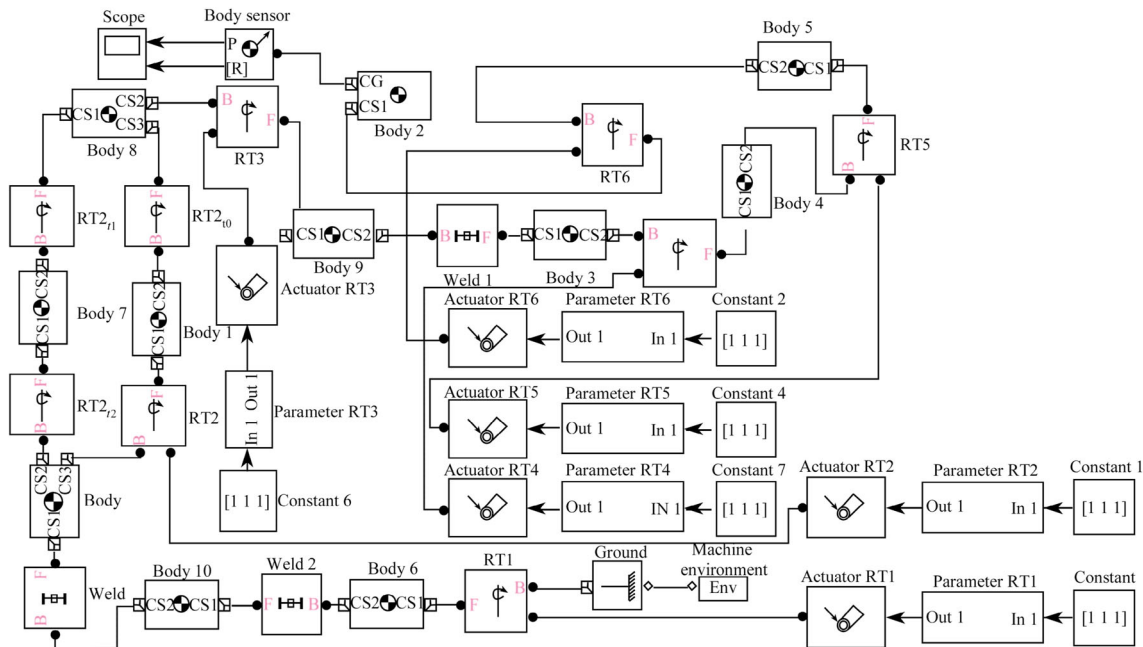 Scope
Body sensor
P
[R]
CG
CS1
Body 2
Body 5
CS2 CS1
CS1 CS2
CS3
Body 8
B
F
RT3
B
F
RT6
F
B
RT5
CS1 CS2
Body 4
F
B
RT2t1
F
B
RT2t0
CS1 CS2
Body 9
B F
Weld 1
CS1 CS2
Body 3
B
F
Actuator RT3
CS1 CS2
Body 7
CS1 CS2
Body 1
Actuator RT6
Parameter RT6
Constant 2
Out 1
In 1
[1 1 1]
F
B
RT2t2
F
B
RT2
In 1 Out 1
Parameter RT3
Actuator RT5
Parameter RT5
Constant 4
Out 1
In 1
[1 1 1]
CS2 CS3
CS1
Body
[1 1 1]
Constant 6
Actuator RT4
Parameter RT4
Constant 7
Out 1
IN 1
[1 1 1]
Actuator RT2
Parameter RT2
Constant 1
Out 1
In 1
[1 1 1]
F
B
Weld
Body 10
CS2 CS1
Weld 2
F B
Body 6
CS2 CS1
RT1
F
B
Ground
Machine
environment
Env
Actuator RT1
Parameter RT1
Constant
Out 1
In 1
[1 1 1]